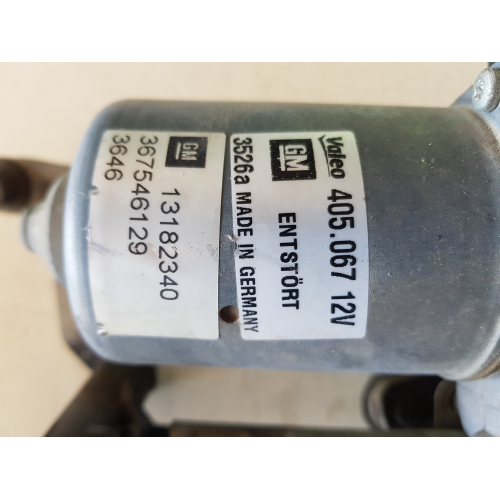 Valeo 405.067 12V
GM ENTSTÖRT
3526a MADE IN GERMANY
GM 13182340
367546129
3646